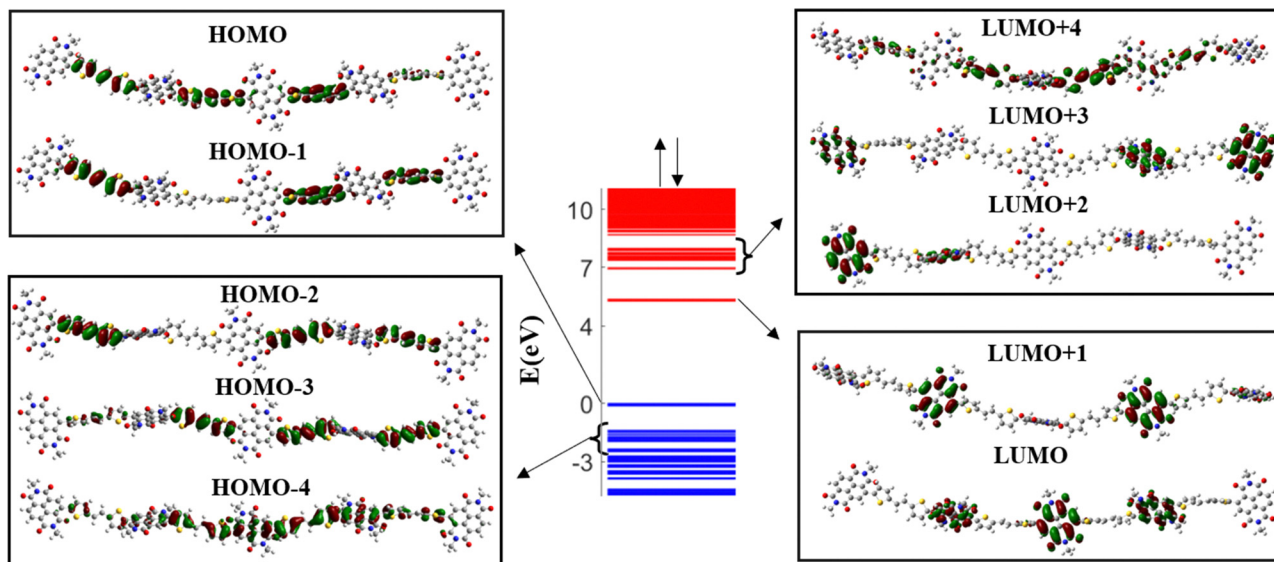 HOMO
HOMO-1
HOMO-2
HOMO-3
HOMO-4
E(eV)
10
7
4
0
-3
LUMO+4
LUMO+3
LUMO+2
LUMO+1
LUMO